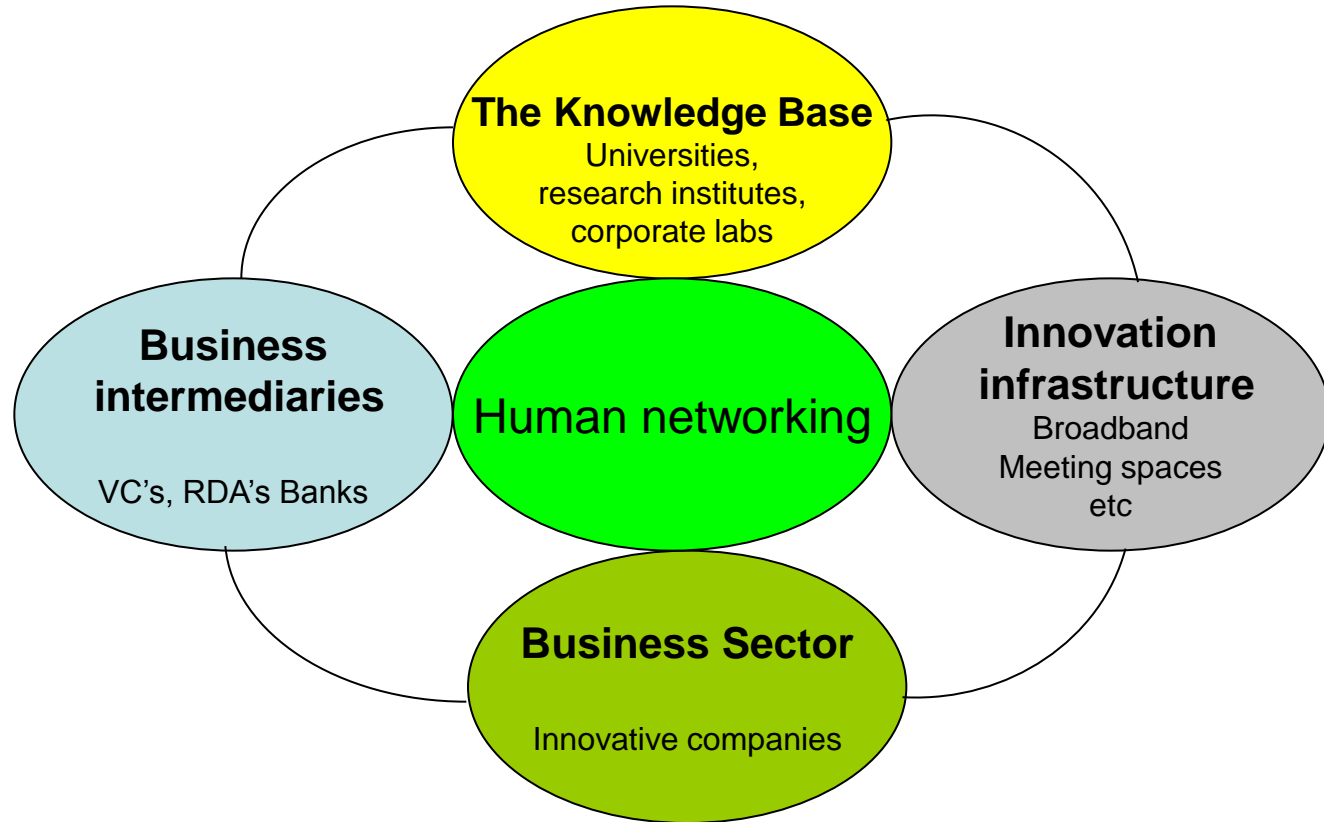 The Knowledge Base
Universities,
research institutes,
corporate labs
Business
intermediaries
VC’s, RDA’s Banks
Human networking
Innovation
infrastructure
Broadband
Meeting spaces
etc
Business Sector
Innovative companies